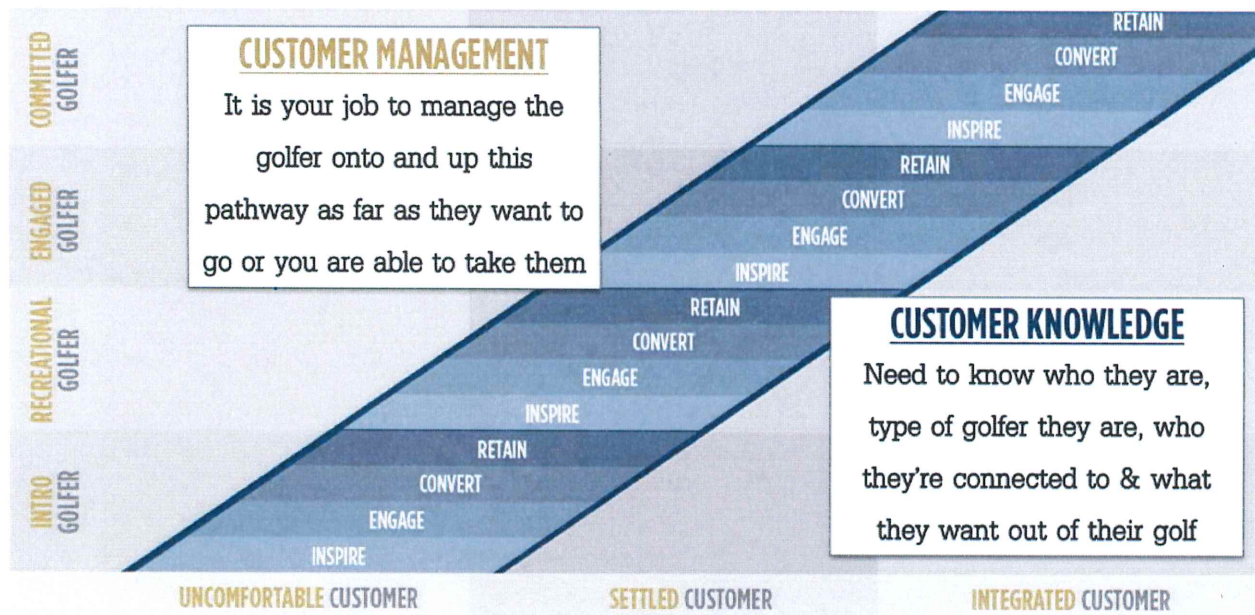 COMMITTED
GOLFER
RETAIN
CONVERT
ENGAGE
INSPIRE
CUSTOMER MANAGEMENT
It is your job to manage the
golfer onto and up this
pathway as far as they want to
go or you are able to take them
ENGAGED
GOLFER
RETAIN
CONVERT
ENGAGE
INSPIRE
RECREATIONAL
GOLFER
RETAIN
CONVERT
ENGAGE
INSPIRE
CUSTOMER KNOWLEDGE
Need to know who they are,
type of golfer they are, who
they're connected to & what
they want out of their golf
INTRO
GOLFER
RETAIN
CONVERT
ENGAGE
INSPIRE
UNCOMFORTABLE CUSTOMER
SETTLED CUSTOMER
INTEGRATED CUSTOMER